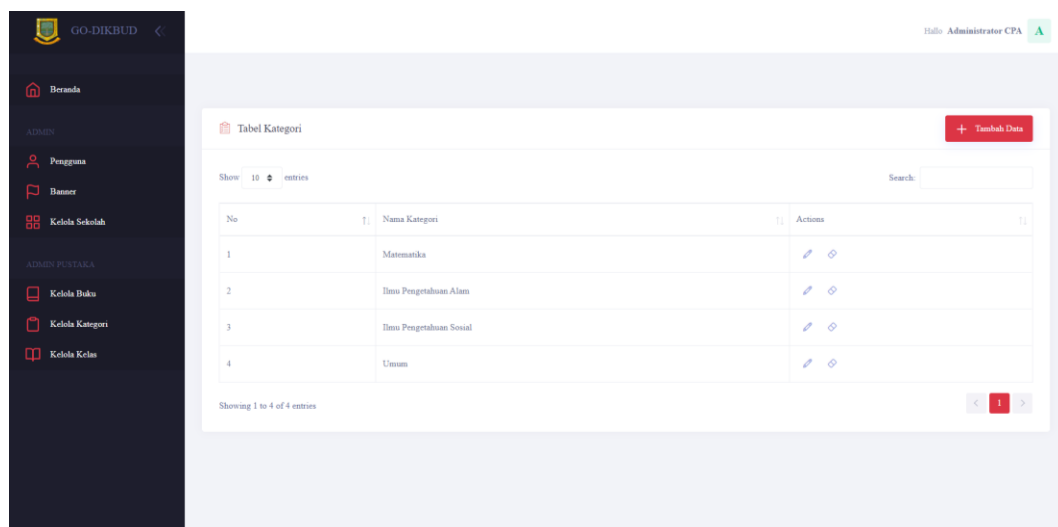 GO-DIKBUD
Hallo Administrator CPA A
Beranda
ADMIN
Pengguna
Banner
Kelola Sekolah
ADMIN PUSTAKA
Kelola Buku
Kelola Kategori
Kelola Kelas
Tabel Kategori
+ Tambah Data
Show 10 entries
Search:
No Nama Kategori Actions
1 Matematika
2 Ilmu Pengetahuan Alam
3 Ilmu Pengetahuan Sosial
4 Umum
Showing 1 to 4 of 4 entries
< 1 >